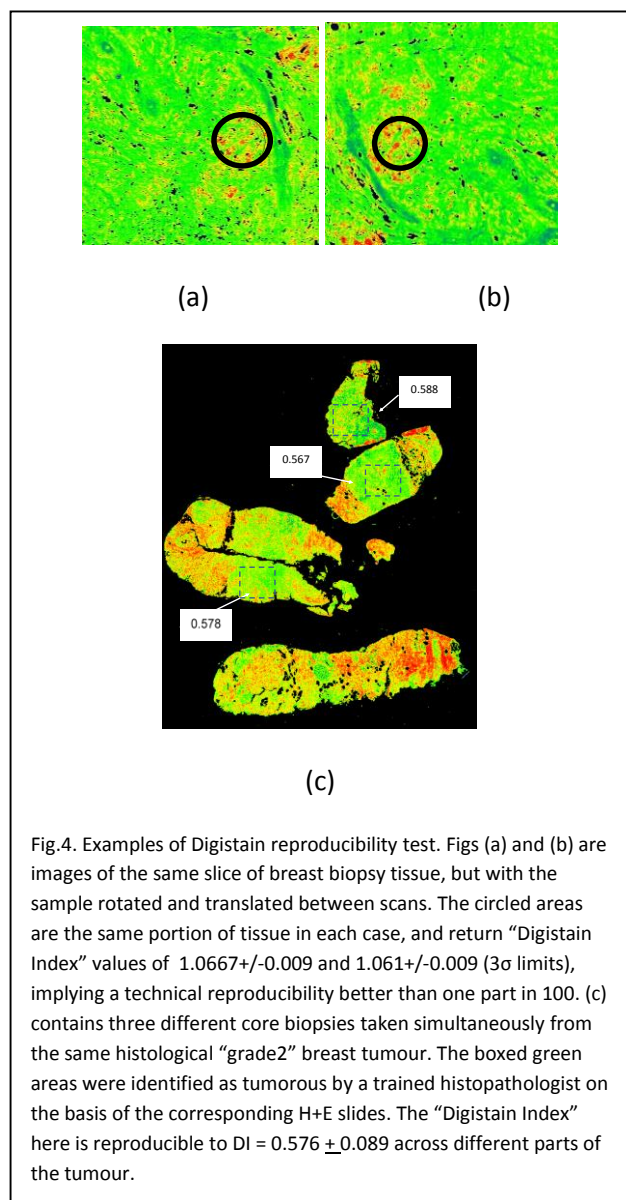 (a)
(b)
0.588
0.567
0.578
(c)
Fig.4. Examples of Digistain reproducibility test. Figs (a) and (b) are
images of the same slice of breast biopsy tissue, but with the
sample rotated and translated between scans. The circled areas
are the same portion of tissue in each case, and return “Digistain
Index” values of 1.0667+/-0.009 and 1.061+/-0.009 (3σ limits),
implying a technical reproducibility better than one part in 100. (c)
contains three different core biopsies taken simultaneously from
the same histological “grade2” breast tumour. The boxed green
areas were identified as tumorous by a trained histopathologist on
the basis of the corresponding H+E slides. The “Digistain Index”
here is reproducible to DI = 0.576 + 0.089 across different parts of
the tumour.